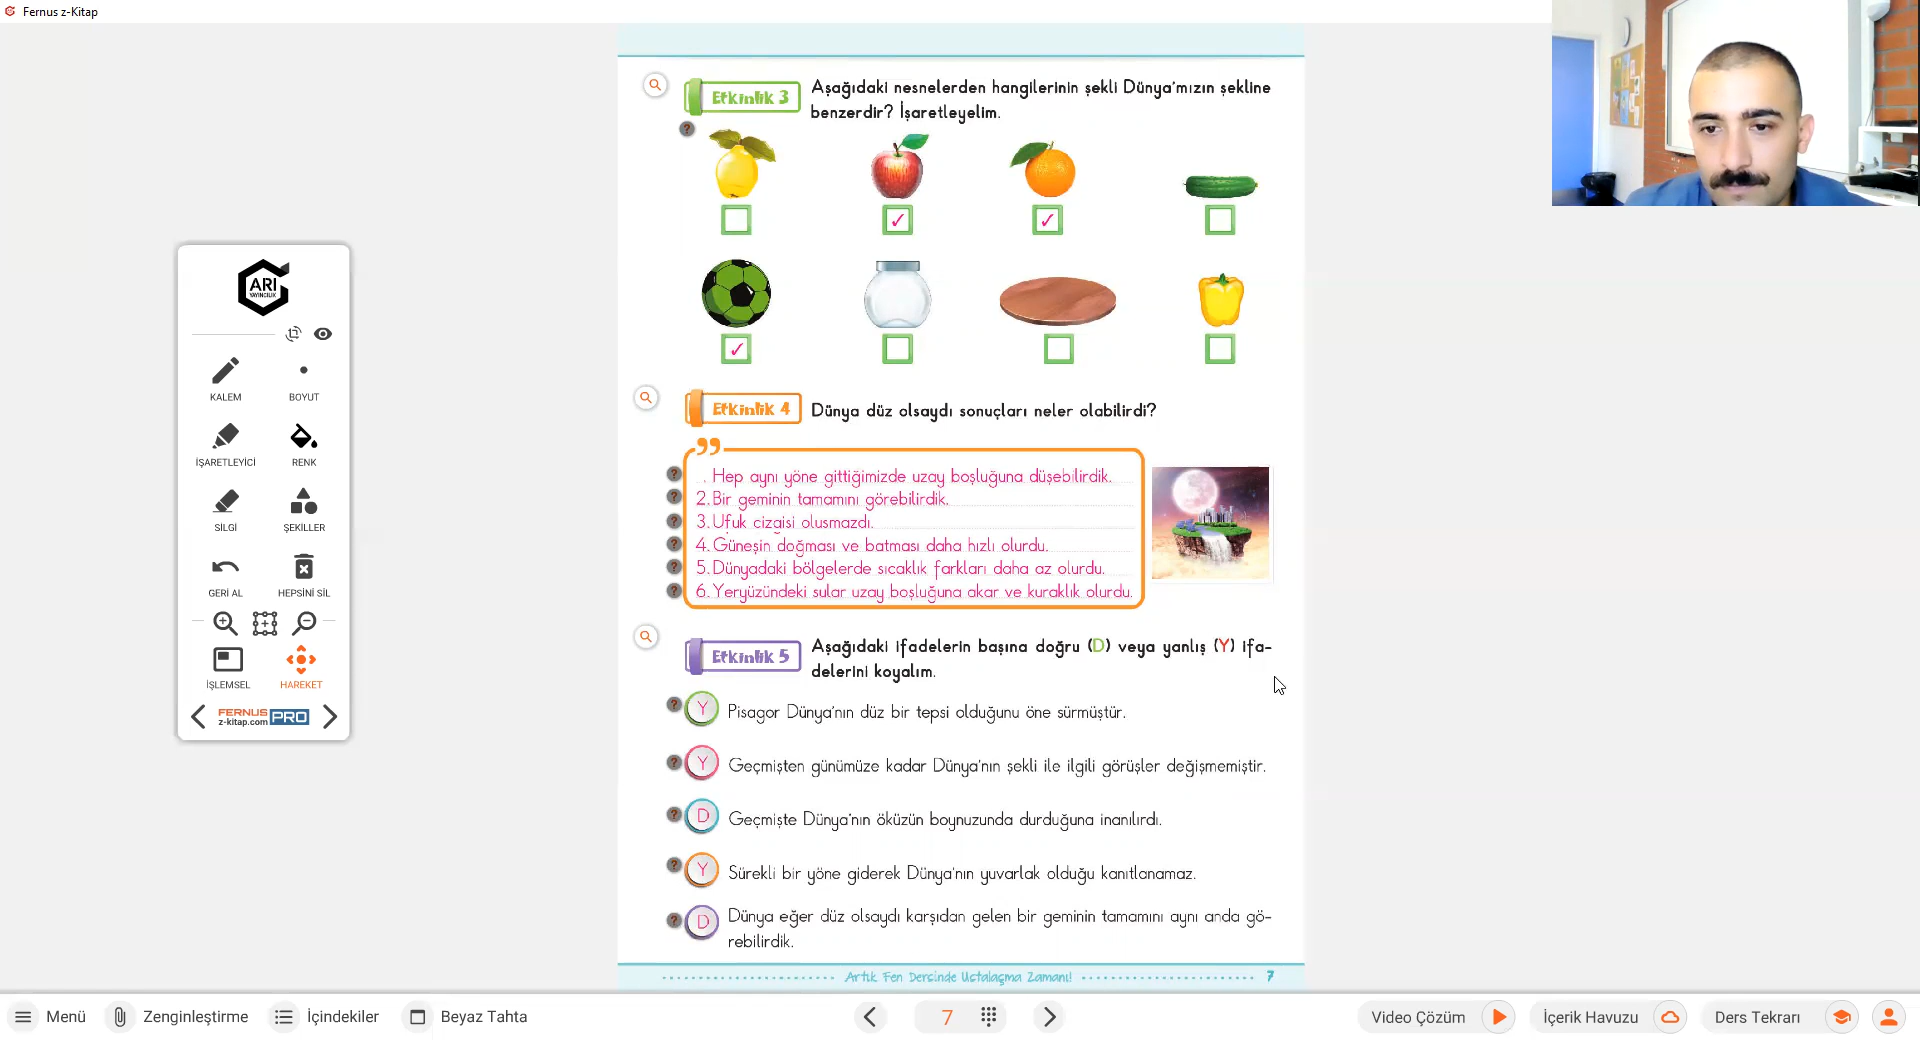 Fernus z-Kitap
Etkinlik 3
Aşağıdaki nesnelerden hangilerinin şekli Dünya'mızın şekline
benzerdir? İşaretleyelim.
ARI
YAYINCILIK
KALEM
BOYUT
İŞARETLEYİCİ
RENK
SİLGİ
ŞEKİLLER
GERİ AL
HEPSİNİ SİL
İŞLEMSEL
HAREKET
FERNUS
z-kitap.com
PRO
Etkinlik 4
Dünya düz olsaydı sonuçları neler olabilirdi?
. Hep aynı yöne gittiğimizde uzay boşluğuna düşebilirdik.
2. Bir geminin tamamını görebilirdik.
3. Ufuk çizgisi oluşmazdı.
4. Güneşin doğması ve batması daha hızlı olurdu.
5. Dünyadaki bölgelerde sıcaklık farkları daha az olurdu.
6. Yeryüzündeki sular uzay boşluğuna akar ve kuraklık olurdu.
Etkinlik 5
Aşağıdaki ifadelerin başına doğru (D) veya yanlış (Y) ifa-
delerini koyalım.
Y Pisagor Dünya'nın düz bir tepsi olduğunu öne sürmüştür.
Y Geçmişten günümüze kadar Dünya'nın şekli ile ilgili görüşler değişmemiştir.
D Geçmişte Dünya'nın öküzün boynuzunda durduğuna inanılırdı.
Y Sürekli bir yöne giderek Dünya'nın yuvarlak olduğu kanıtlanamaz.
D Dünya eğer düz olsaydı karşıdan gelen bir geminin tamamını aynı anda gö-
rebilirdik.
Artık Fen Dersinde Ustalaşma Zamanı! 7
Menü
Zenginleştirme
İçindekiler
Beyaz Tahta
7
Video Çözüm
İçerik Havuzu
Ders Tekrarı